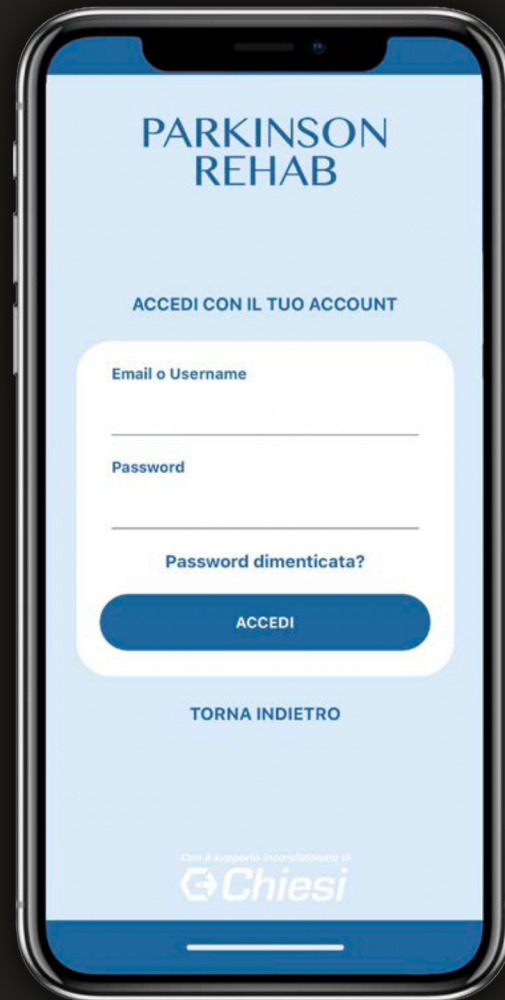 PARKINSON
REHAB
ACCEDI CON IL TUO ACCOUNT
Email o Username
Password
Password dimenticata?
ACCEDI
TORNA INDIETRO
Con il supporto incondizionato di
Chiesi